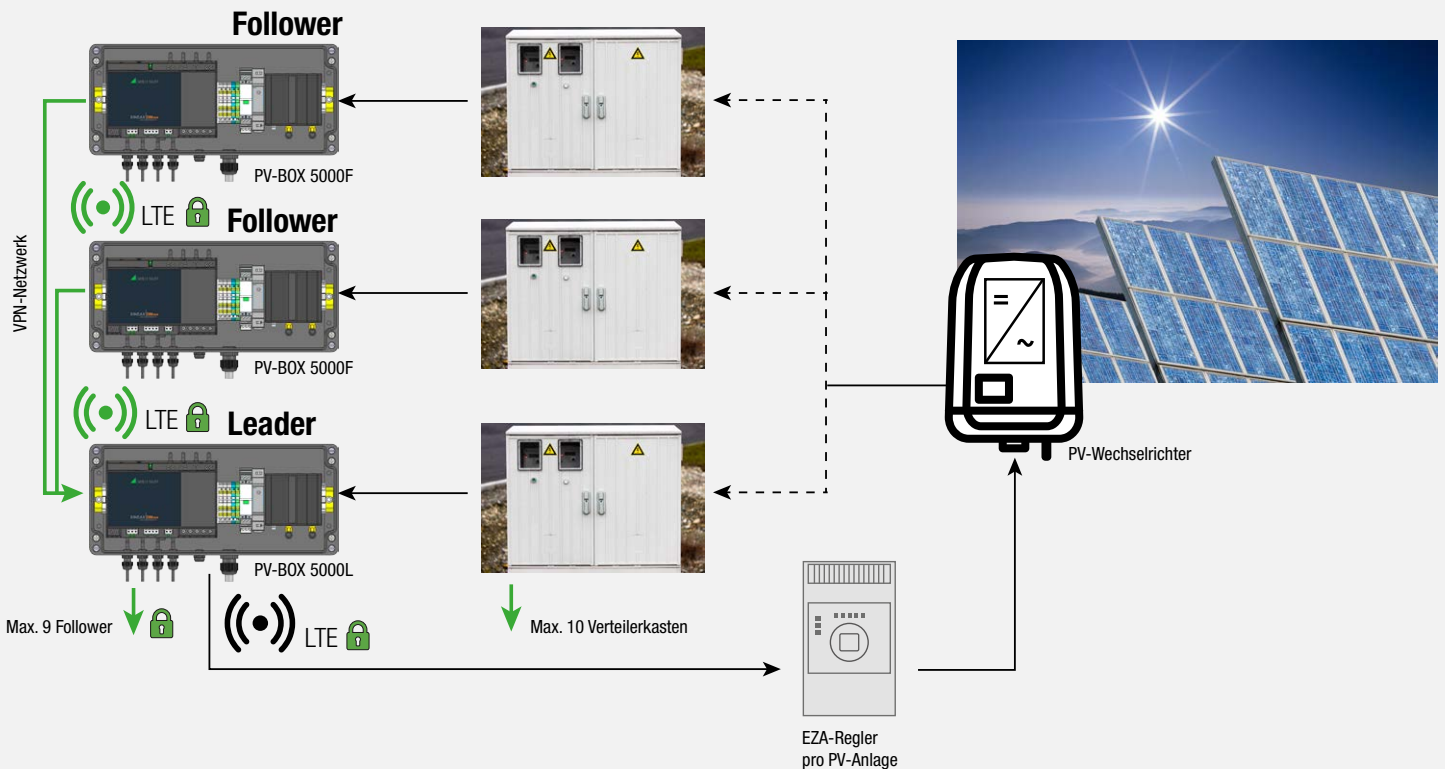 Follower
PV-BOX 5000F
LTE
VPN-Netzwerk
Follower
PV-BOX 5000F
LTE
Leader
PV-BOX 5000L
Max. 9 Follower
LTE
Max. 10 Verteilerkasten
PV-Wechselrichter
EZA-Regler
pro PV-Anlage